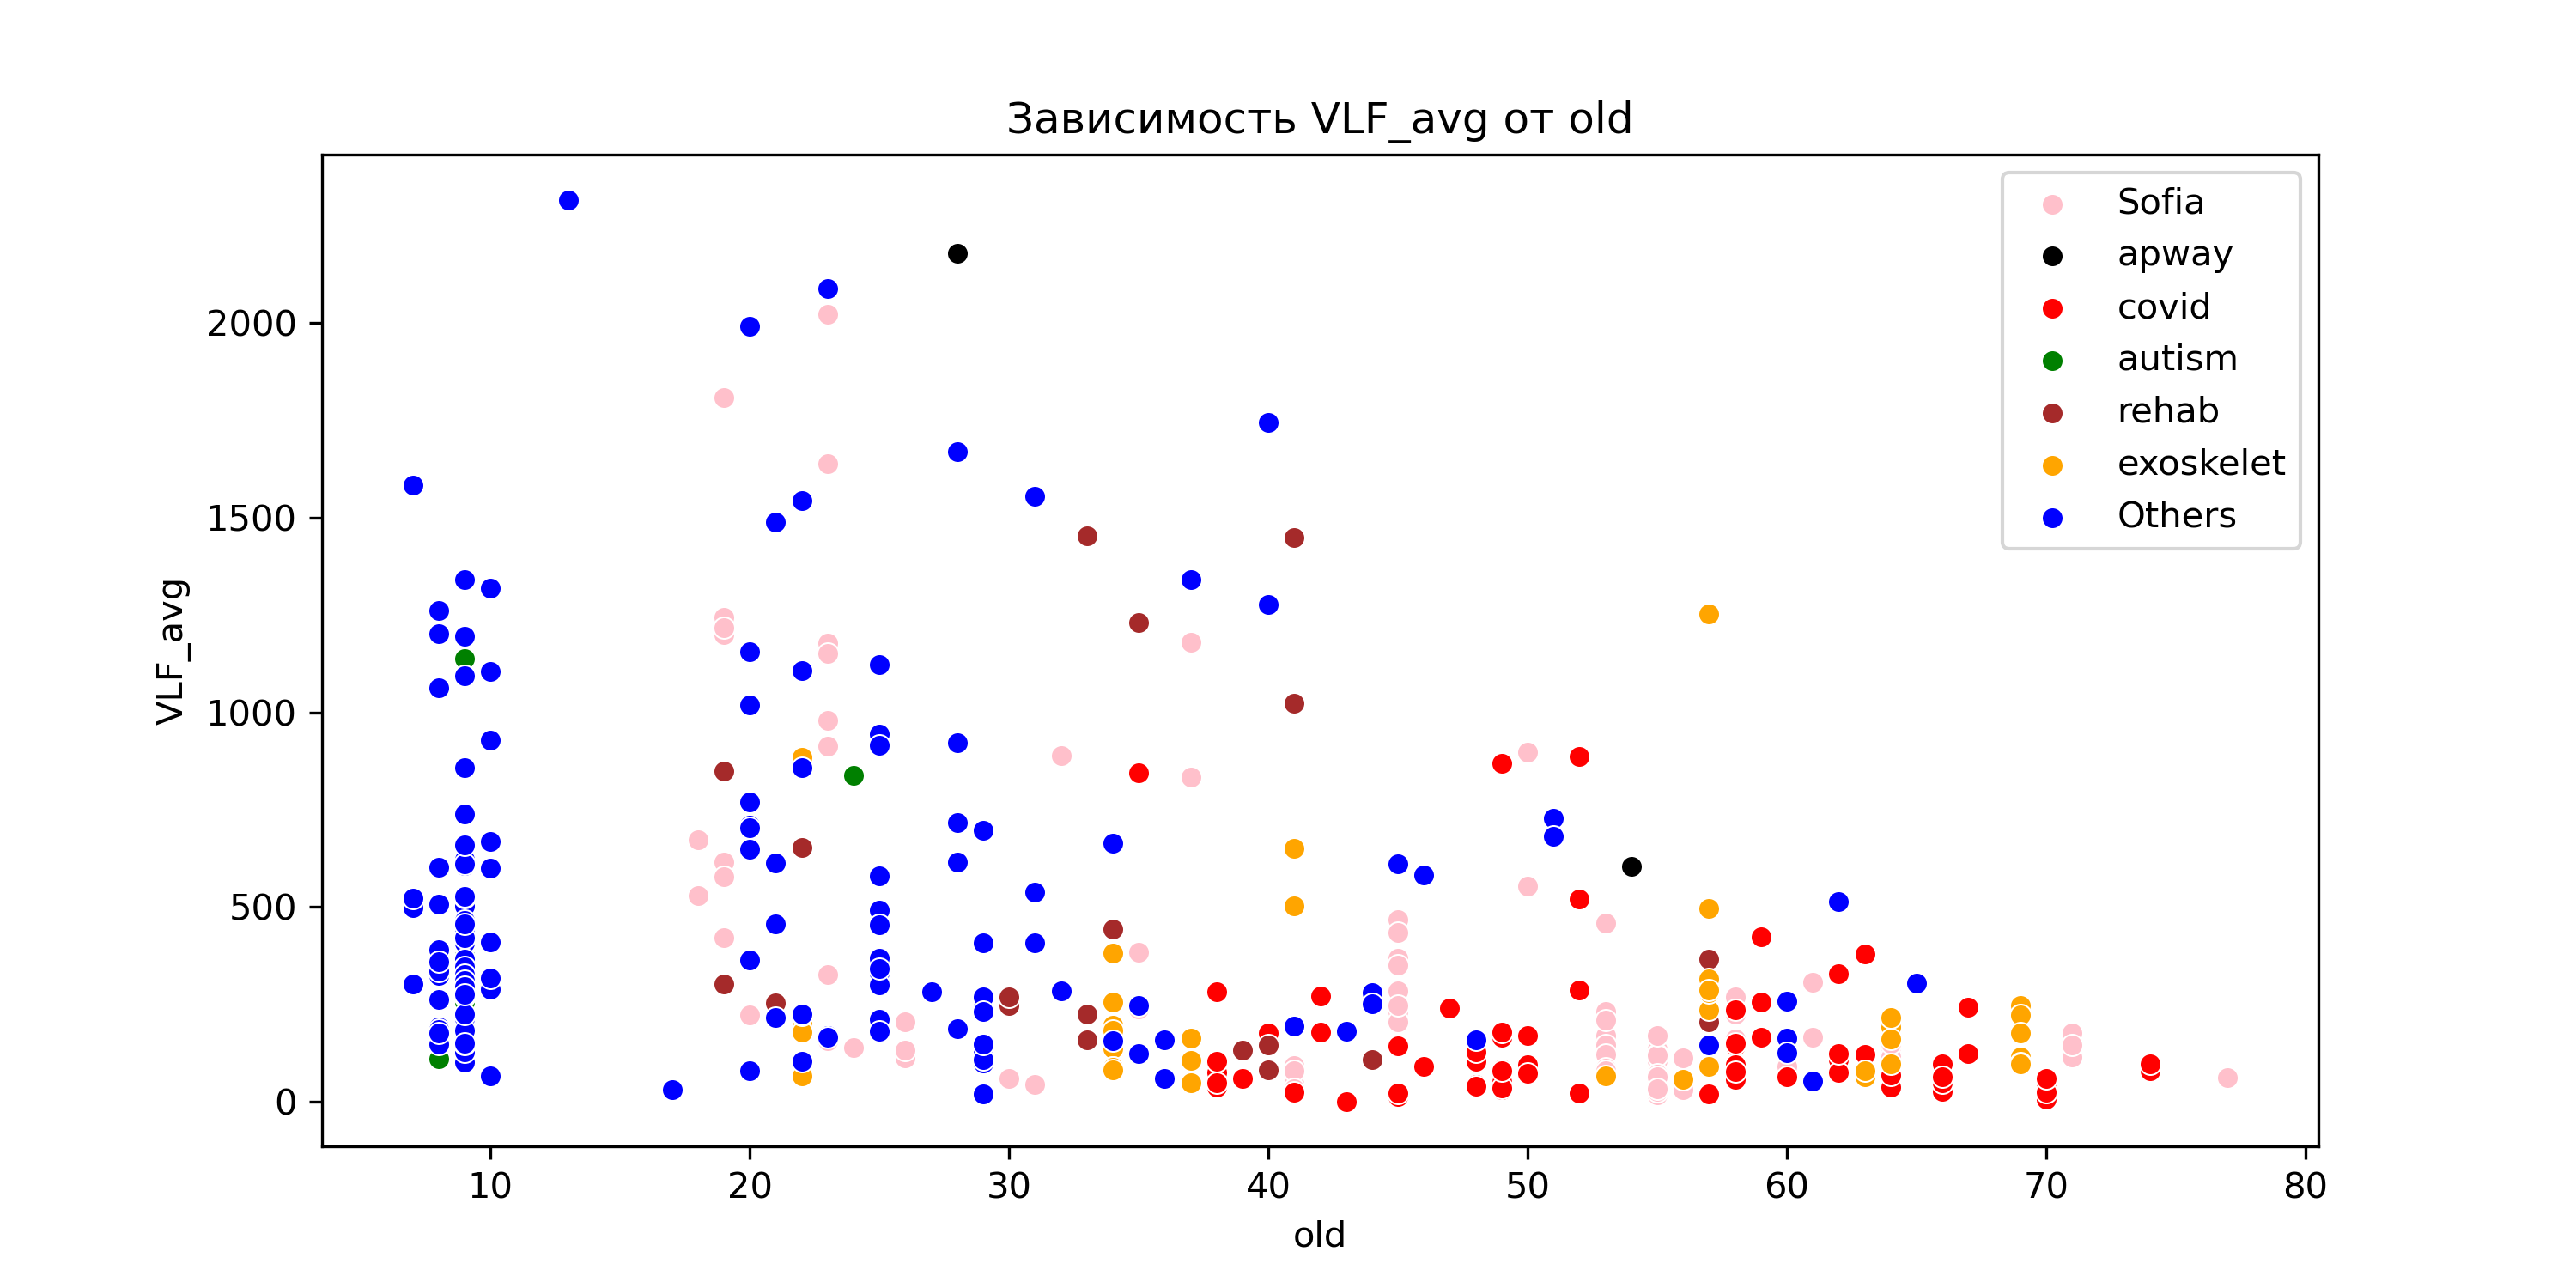 Зависимость VLF_avg от old
Sofia
apway
covid
autism
rehab
exoskelet
Others
VLF_avg
2000
1500
1000
500
0
10 20 30 40 50 60 70 80
old